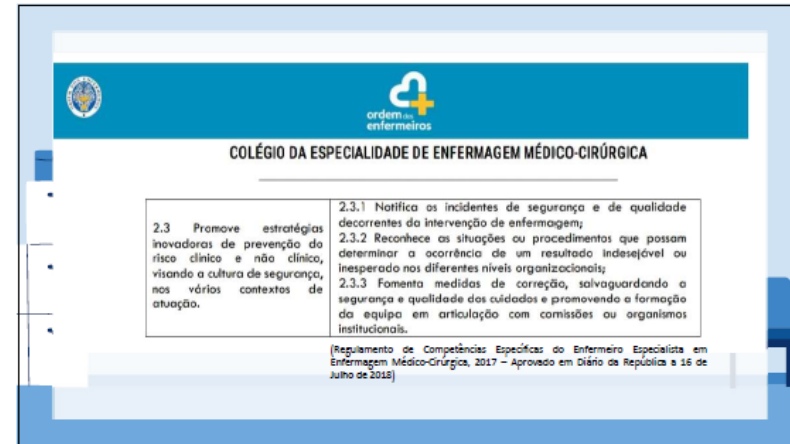 ordem dos
enfermeiros
COLÉGIO DA ESPECIALIDADE DE ENFERMAGEM MÉDICO-CIRÚRGICA
2.3 Promove estratégias
inovadoras de prevenção do
risco clínico e não clínico,
visando a cultura de segurança,
nos vários contextos de
atuação.
2.3.1 Notifica os incidentes de segurança e de qualidade
decorrentes da intervenção de enfermagem;
2.3.2 Reconhece as situações ou procedimentos que possam
determinar a ocorrência de um resultado indesejável ou
inesperado nos diferentes níveis organizacionais;
2.3.3 Fomenta medidas de correção, salvaguardando a
segurança e qualidade dos cuidados e promovendo a formação
da equipa em articulação com comissões ou organismos
institucionais.
(Regulamento de Competências Específicas do Enfermeiro Especialista em
Enfermagem Médico-Cirúrgica, 2017 – Aprovado em Diário da República a 16 de
Julho de 2018)